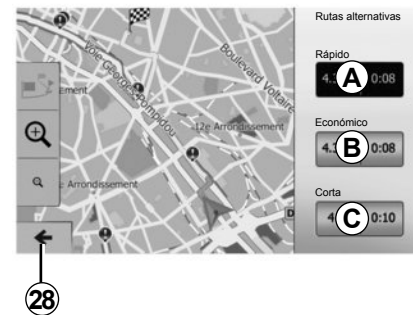 Rutas alternativas
Rápido
A 0:08
Económico
B 0:08
Corta
C 0:10
Voie Georges Pompidou
Boulevard Voltaire
12e Arrondissement
Arrondissement
D
28